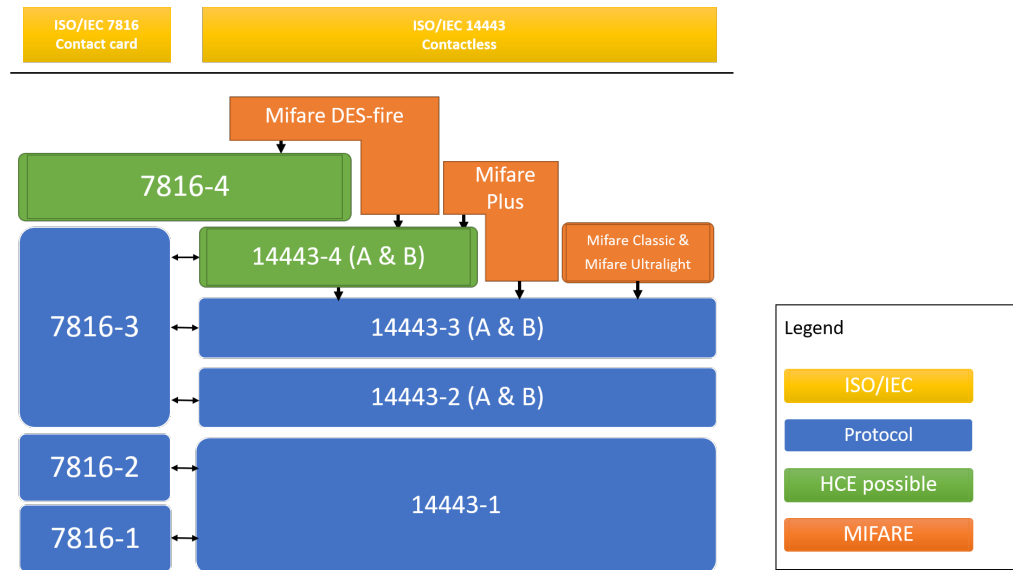 ISO/IEC 7816
Contact card
ISO/IEC 14443
Contactless
Mifare DES-fire
7816-4
Mifare
Plus
14443-4 (A & B)
Mifare Classic &
Mifare Ultralight
7816-3
14443-3 (A & B)
14443-2 (A & B)
7816-2
14443-1
7816-1
Legend
ISO/IEC
Protocol
HCE possible
MIFARE